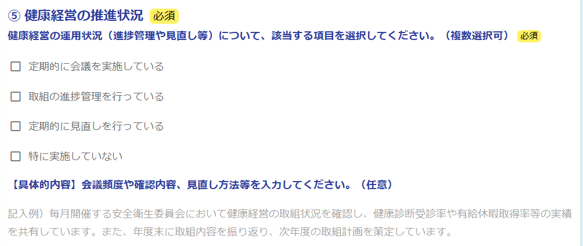 ⑤ 健康経営の推進状況 必須
健康経営の運用状況（進捗管理や見直し等）について、該当する項目を選択してください。（複数選択可） 必須
定期的に会議を実施している
取組の進捗管理を行っている
定期的に見直しを行っている
特に実施していない
【具体的内容】会議頻度や確認内容、見直し方法等を入力してください。（任意）
記入例）毎月開催する安全衛生委員会において健康経営の取組状況を確認し、健康診断受診率や有給休暇取得率等の実績
を共有しています。また、年度末に取組内容を振り返り、次年度の取組計画を策定しています。